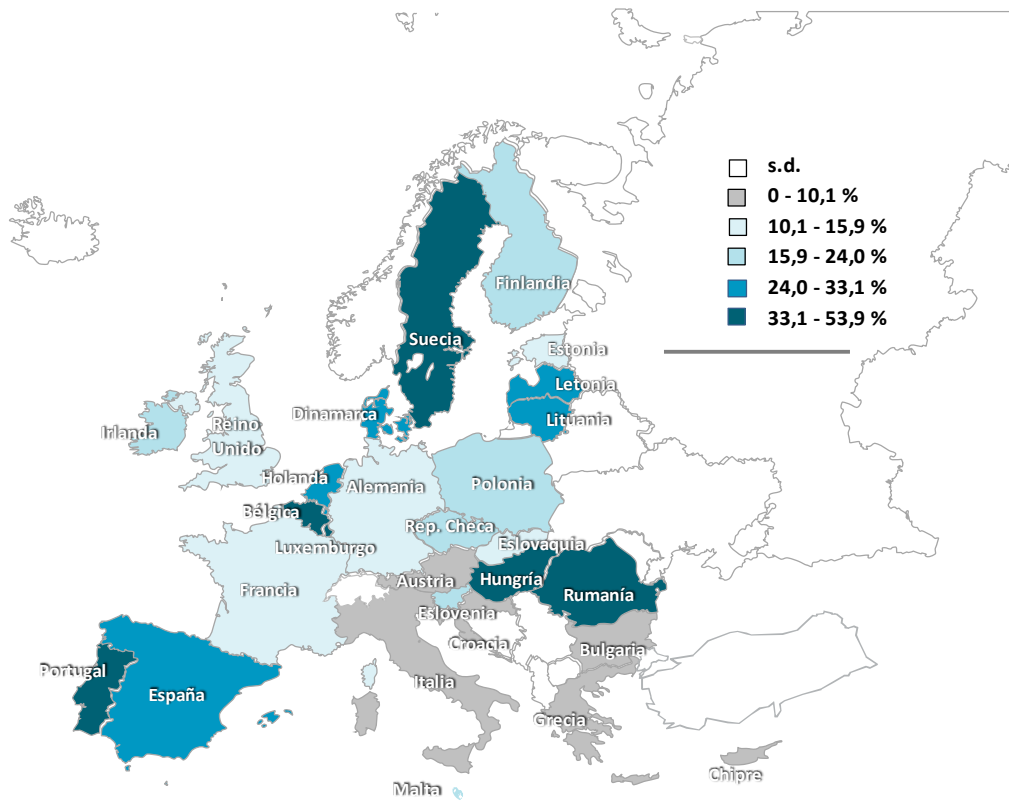 s.d.
0 - 10,1 %
10,1 - 15,9 %
15,9 - 24,0 %
24,0 - 33,1 %
33,1 - 53,9 %
Finlandia
Suecia
Estonia
Letonia
Dinamarca
Lituania
Irlanda
Reino
Unido
Holanda
Alemania
Polonia
Bélgica
Rep. Checa
Luxemburgo
Eslovaquia
Austria
Hungría
Francia
Rumanía
Eslovenia
Croacia
Bulgaria
Portugal
España
Italia
Grecia
Chipre
Malta